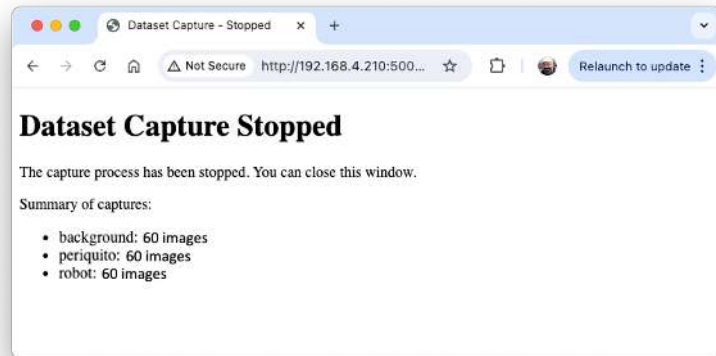 Dataset Capture - Stopped
Not Secure http://192.168.4.210:500...
Relaunch to update
Dataset Capture Stopped
The capture process has been stopped. You can close this window.
Summary of captures:
• background: 60 images
• periquito: 60 images
• robot: 60 images